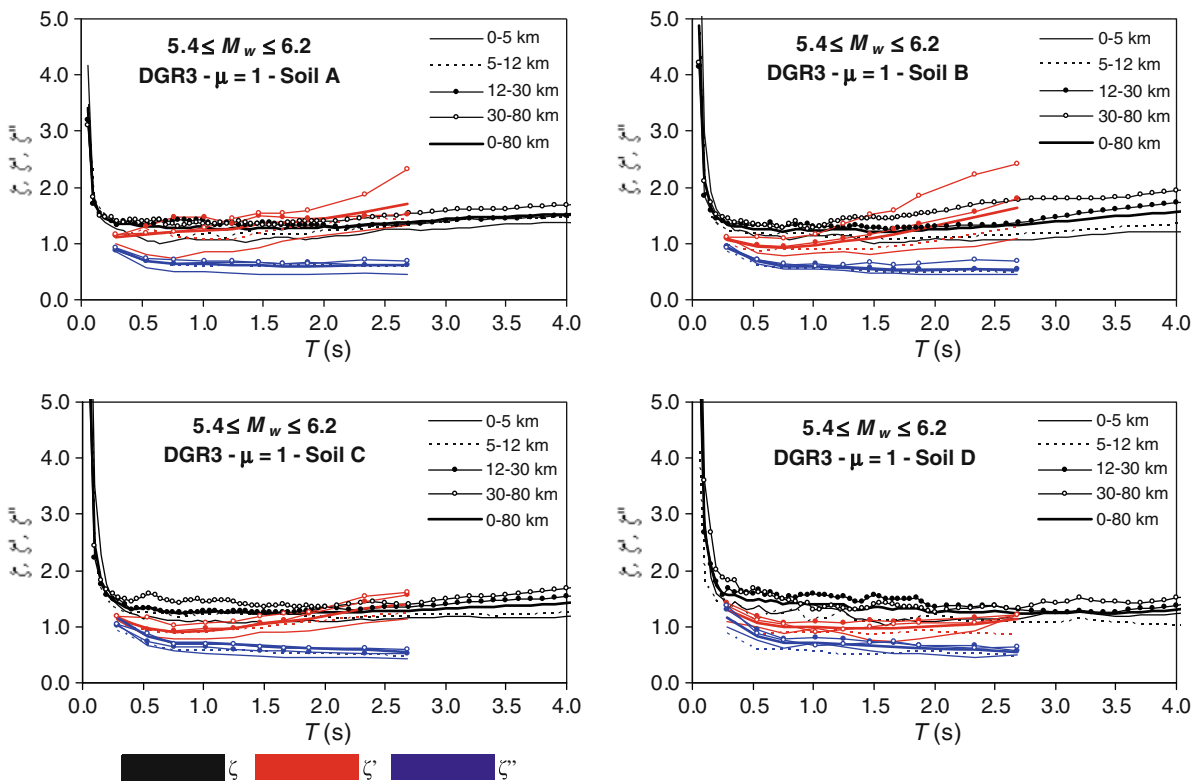 5.4 ≤ M w ≤ 6.2
DGR3 - μ = 1 - Soil A
0-5 km
5-12 km
12-30 km
30-80 km
0-80 km
ζ, ζ', ζ''
5.0
4.0
3.0
2.0
1.0
0.0
0.0 0.5 1.0 1.5 2.0 2.5 3.0 3.5 4.0
T (s)
5.4 ≤ M w ≤ 6.2
DGR3 - μ = 1 - Soil B
0-5 km
5-12 km
12-30 km
30-80 km
0-80 km
ζ, ζ', ζ''
5.0
4.0
3.0
2.0
1.0
0.0
0.0 0.5 1.0 1.5 2.0 2.5 3.0 3.5 4.0
T (s)
5.4 ≤ M w ≤ 6.2
DGR3 - μ = 1 - Soil C
0-5 km
5-12 km
12-30 km
30-80 km
0-80 km
ζ, ζ', ζ''
5.0
4.0
3.0
2.0
1.0
0.0
0.0 0.5 1.0 1.5 2.0 2.5 3.0 3.5 4.0
T (s)
5.4 ≤ M w ≤ 6.2
DGR3 - μ = 1 - Soil D
0-5 km
5-12 km
12-30 km
30-80 km
0-80 km
ζ, ζ', ζ''
5.0
4.0
3.0
2.0
1.0
0.0
0.0 0.5 1.0 1.5 2.0 2.5 3.0 3.5 4.0
T (s)
ζ ζ' ζ''